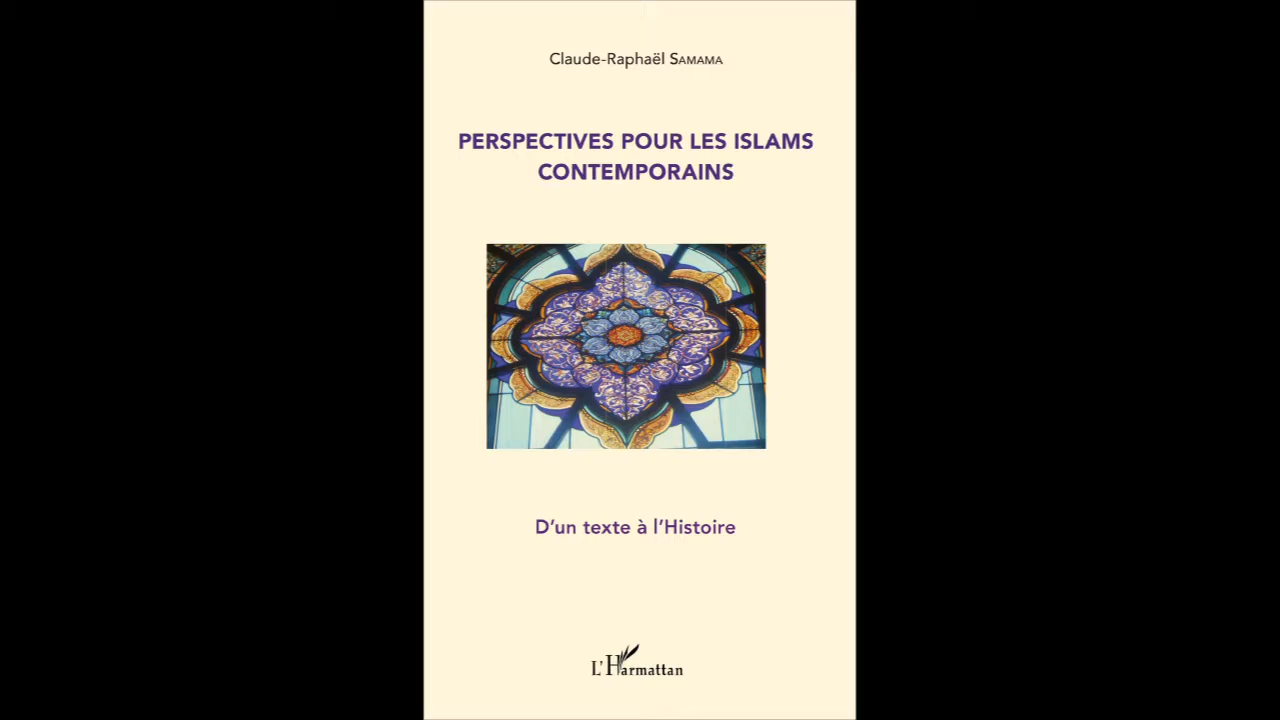 Claude-Raphaël SAMAMA
PERSPECTIVES POUR LES ISLAMS
CONTEMPORAINS
D'un texte à l'Histoire
L'Harmattan